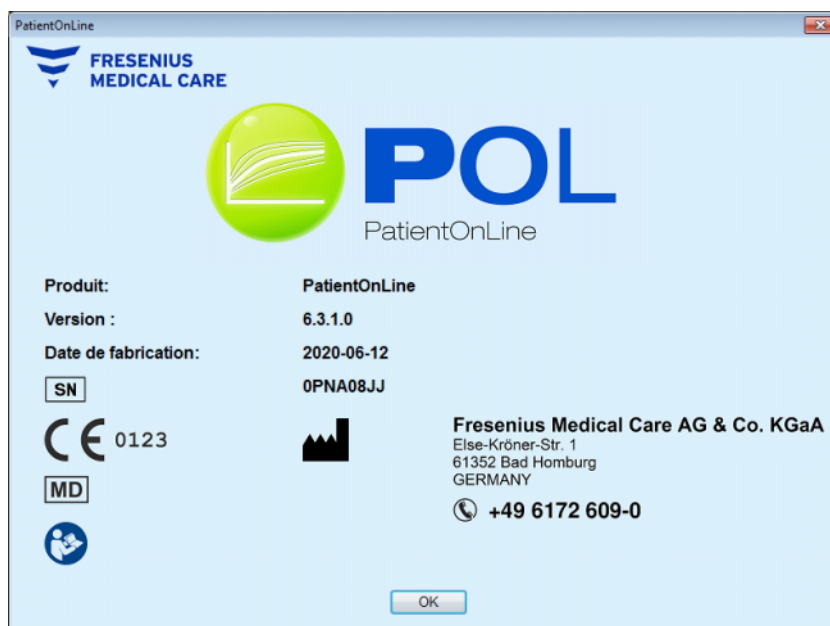 PatientOnLine
FRESENIUS
MEDICAL CARE
POL
PatientOnLine
Produit: PatientOnLine
Version : 6.3.1.0
Date de fabrication: 2020-06-12
SN 0PNA08JJ
CE 0123
MD
Fresenius Medical Care AG & Co. KGaA
Else-Kröner-Str. 1
61352 Bad Homburg
GERMANY
+49 6172 609-0
OK